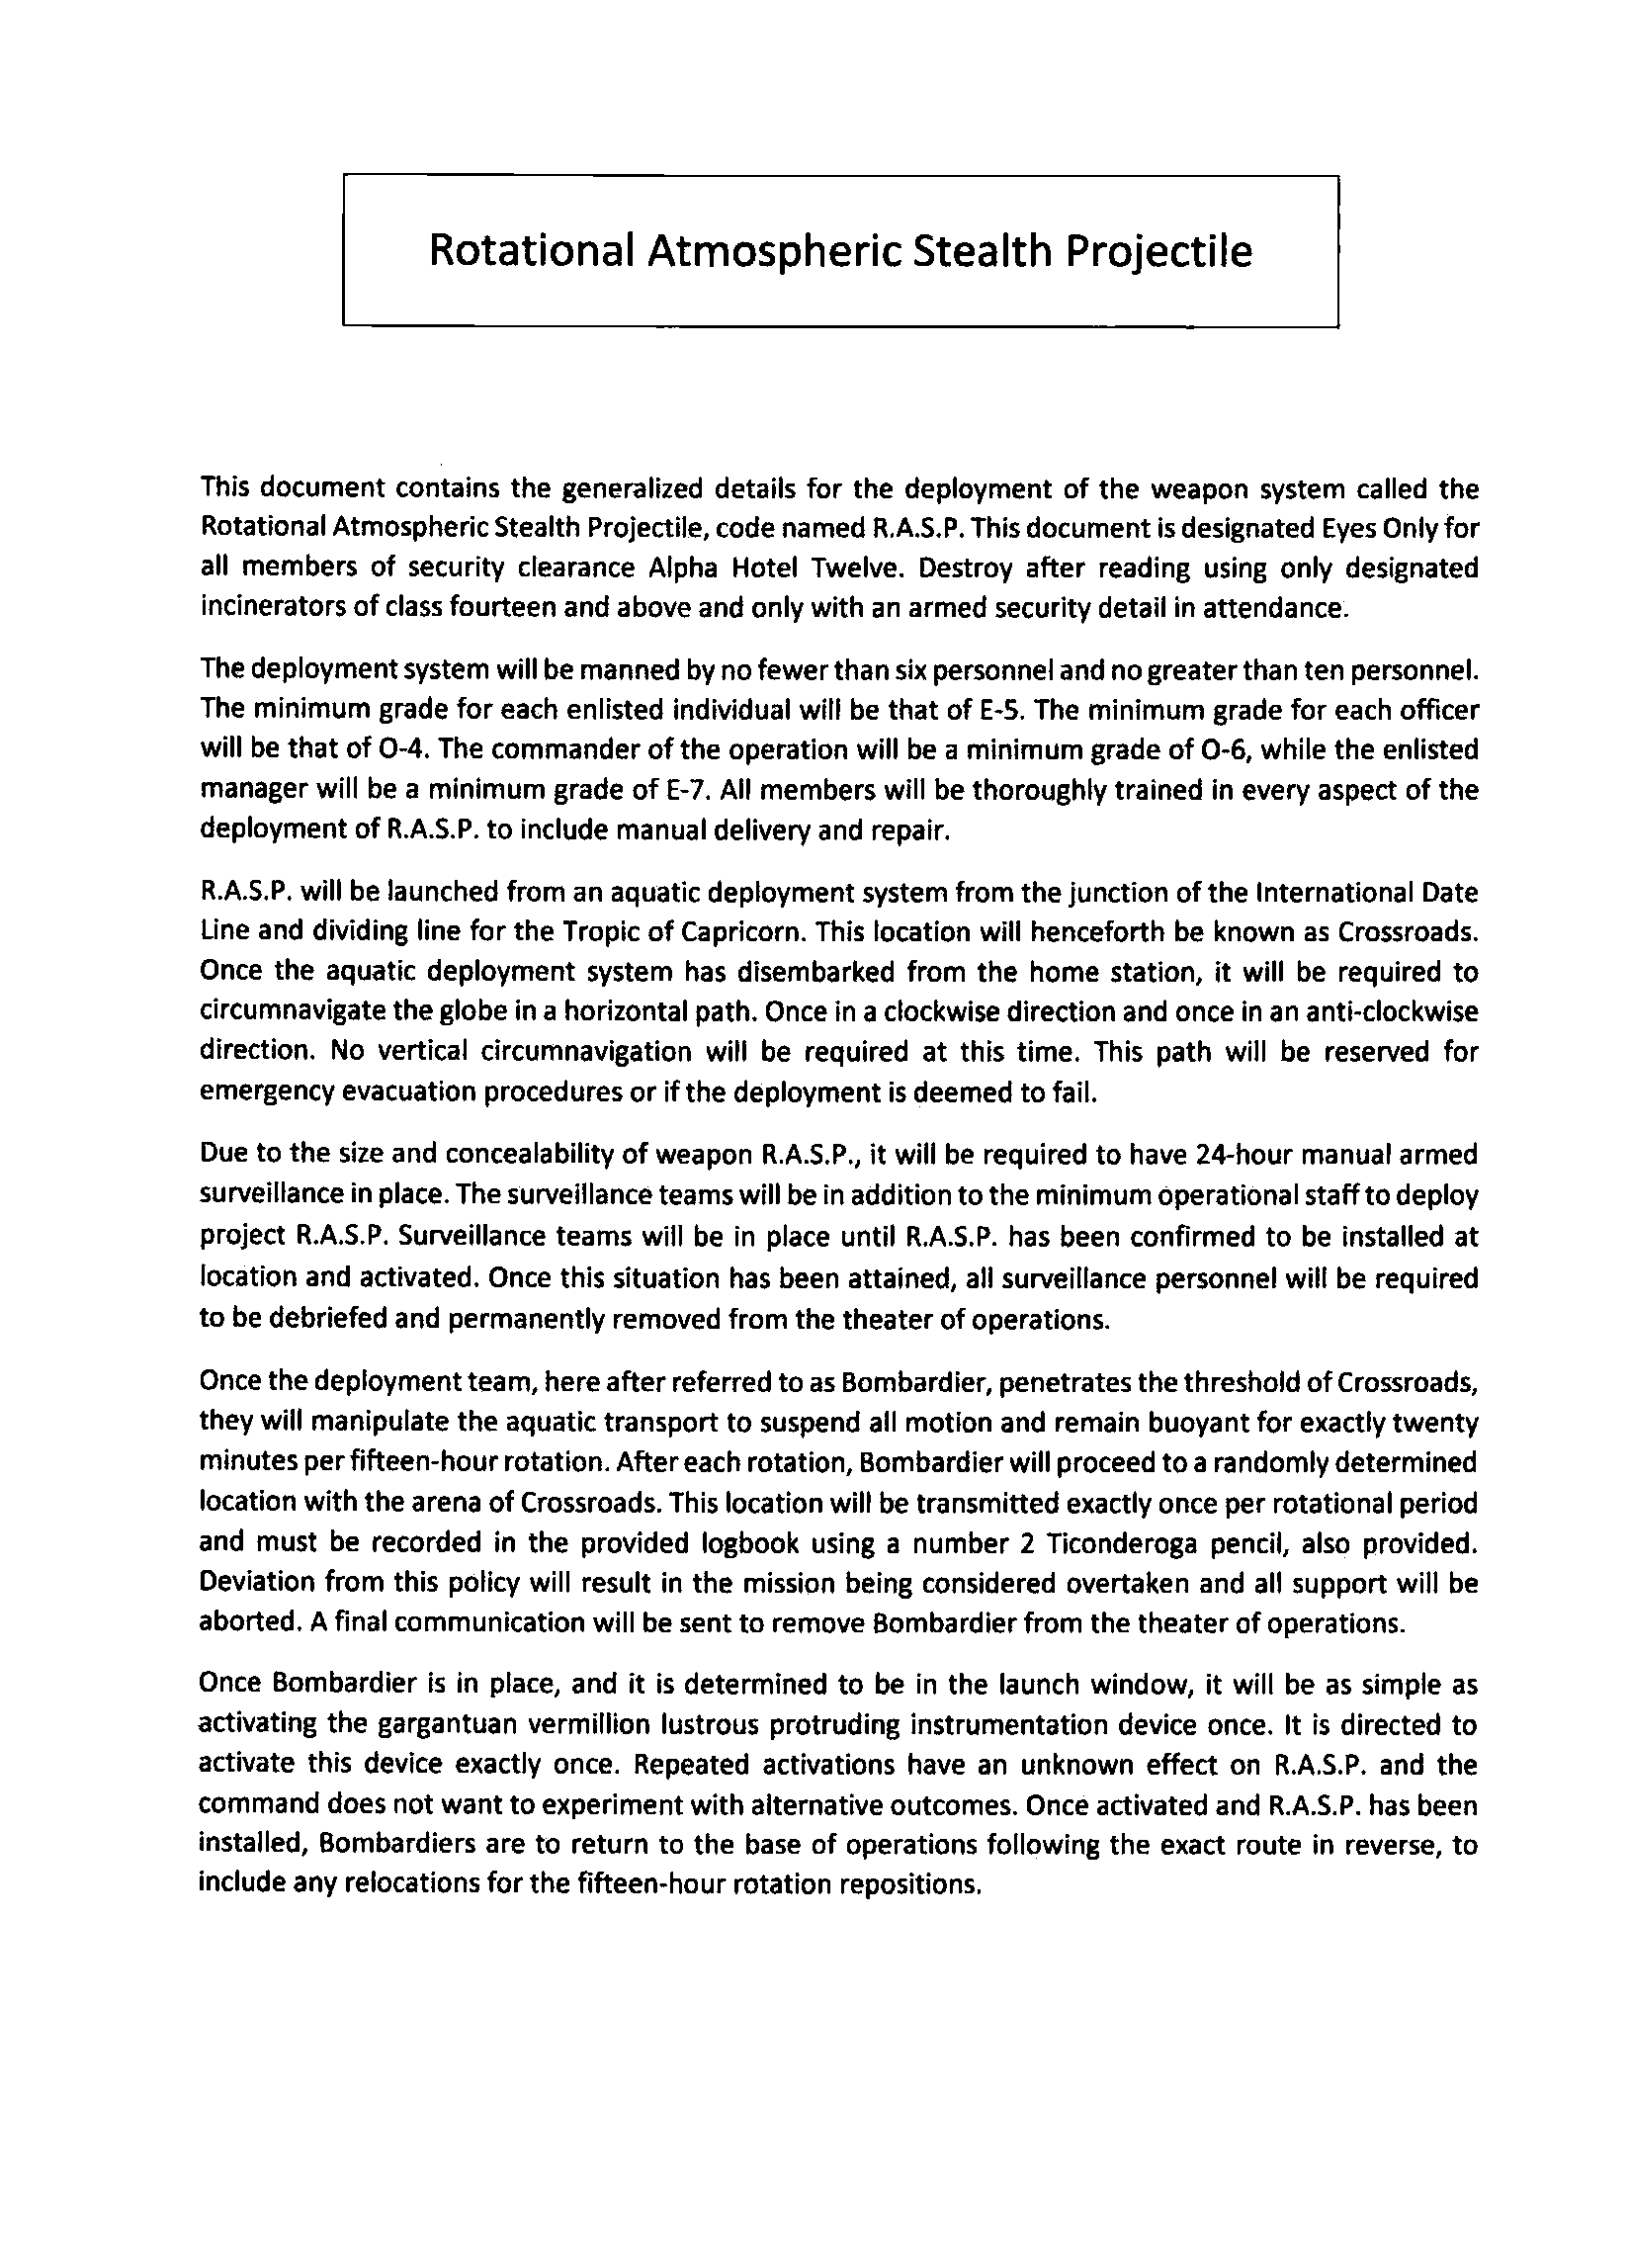 Rotational Atmospheric Stealth Projectile
This document contains the generalized details for the deployment of the weapon system called the
Rotational Atmospheric Stealth Projectile, code named R.A.S.P. This document is designated Eyes Only for
all members of security clearance Alpha Hotel Twelve. Destroy after reading using only designated
incinerators of class fourteen and above and only with an armed security detail in attendance.
The deployment system will be manned by no fewer than six personnel and no greater than ten personnel.
The minimum grade for each enlisted individual will be that of E-5. The minimum grade for each officer
will be that of O-4. The commander of the operation will be a minimum grade of O-6, while the enlisted
manager will be a minimum grade of E-7. All members will be thoroughly trained in every aspect of the
deployment of R.A.S.P. to include manual delivery and repair.
R.A.S.P. will be launched from an aquatic deployment system from the junction of the International Date
Line and dividing line for the Tropic of Capricorn. This location will henceforth be known as Crossroads.
Once the aquatic deployment system has disembarked from the home station, it will be required to
circumnavigate the globe in a horizontal path. Once in a clockwise direction and once in an anti-clockwise
direction. No vertical circumnavigation will be required at this time. This path will be reserved for
emergency evacuation procedures or if the deployment is deemed to fail.
Due to the size and concealability of weapon R.A.S.P., it will be required to have 24-hour manual armed
surveillance in place. The surveillance teams will be in addition to the minimum operational staff to deploy
project R.A.S.P. Surveillance teams will be in place until R.A.S.P. has been confirmed to be installed at
location and activated. Once this situation has been attained, all surveillance personnel will be required
to be debriefed and permanently removed from the theater of operations.
Once the deployment team, here after referred to as Bombardier, penetrates the threshold of Crossroads,
they will manipulate the aquatic transport to suspend all motion and remain buoyant for exactly twenty
minutes per fifteen-hour rotation. After each rotation, Bombardier will proceed to a randomly determined
location with the arena of Crossroads. This location will be transmitted exactly once per rotational period
and must be recorded in the provided logbook using a number 2 Ticonderoga pencil, also provided.
Deviation from this policy will result in the mission being considered overtaken and all support will be
aborted. A final communication will be sent to remove Bombardier from the theater of operations.
Once Bombardier is in place, and it is determined to be in the launch window, it will be as simple as
activating the gargantuan vermillion lustrous protruding instrumentation device once. It is directed to
activate this device exactly once. Repeated activations have an unknown effect on R.A.S.P. and the
command does not want to experiment with alternative outcomes. Once activated and R.A.S.P. has been
installed, Bombardiers are to return to the base of operations following the exact route in reverse, to
include any relocations for the fifteen-hour rotation repositions.